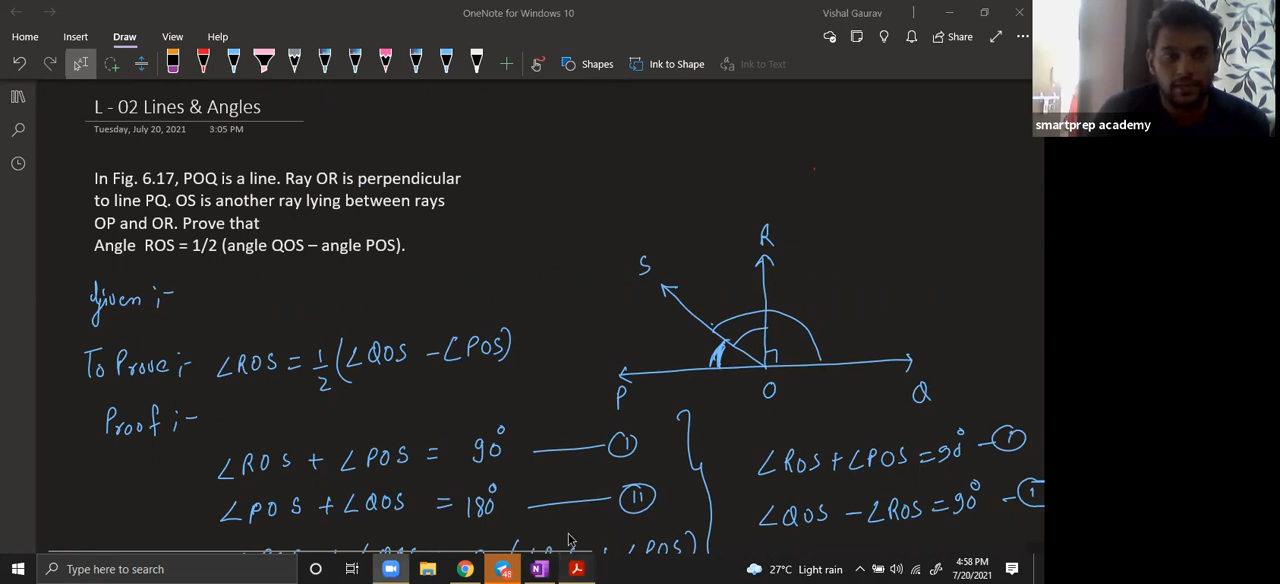 OneNote for Windows 10
Vishal Gaurav
Home Insert Draw View Help
Share
Shapes Ink to Shape Ink to Text
smartprep academy
L - 02 Lines & Angles
Tuesday, July 20, 2021 3:05 PM
In Fig. 6.17, POQ is a line. Ray OR is perpendicular
to line PQ. OS is another ray lying between rays
OP and OR. Prove that
Angle ROS = 1/2 (angle QOS – angle POS).
Given ;-
To Prove ;- ∠ROS = 1/2 (∠QOS - ∠POS)
Proof ;-
∠ROS + ∠POS = 90° — I
∠POS + ∠QOS = 180° — II
R
S
P
O
Q
∠ROS + ∠POS = 90° - I
∠QOS - ∠ROS = 90° -
Type here to search
48
27°C Light rain
4:58 PM
7/20/2021